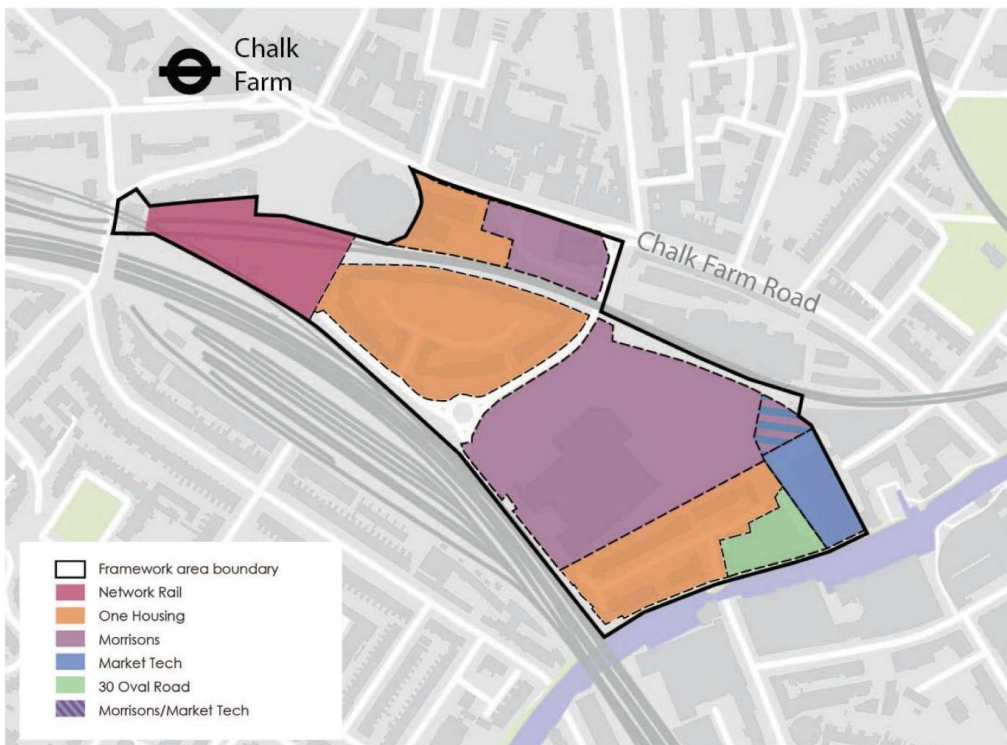 Chalk
Farm
Chalk Farm Road
Framework area boundary
Network Rail
One Housing
Morrisons
Market Tech
30 Oval Road
Morrisons/Market Tech